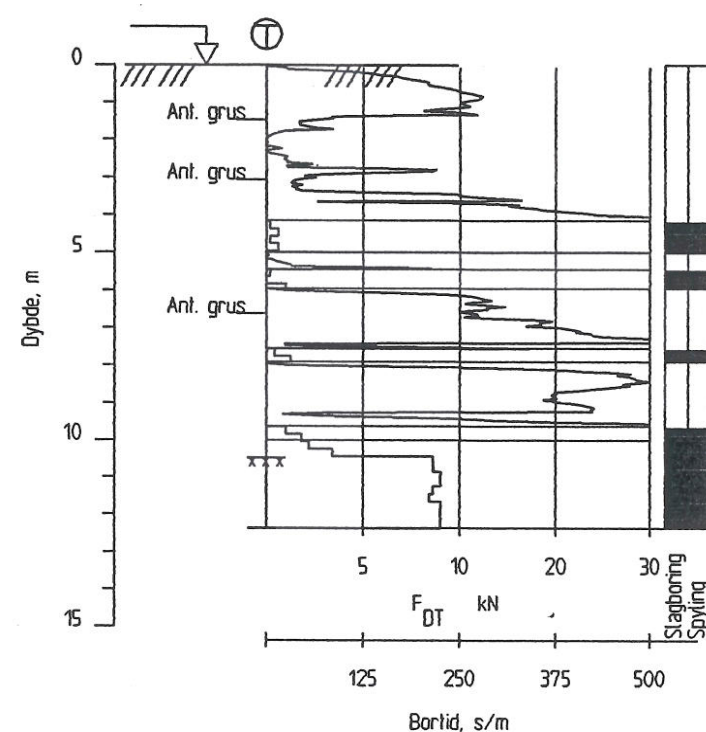 T
0
Ant. grus
Ant. grus
5
Ant. grus
10
15
Dybde, m
5 10 20 30
F_DT kN
125 250 375 500
Bortid, s/m
Slagboring
Spyling